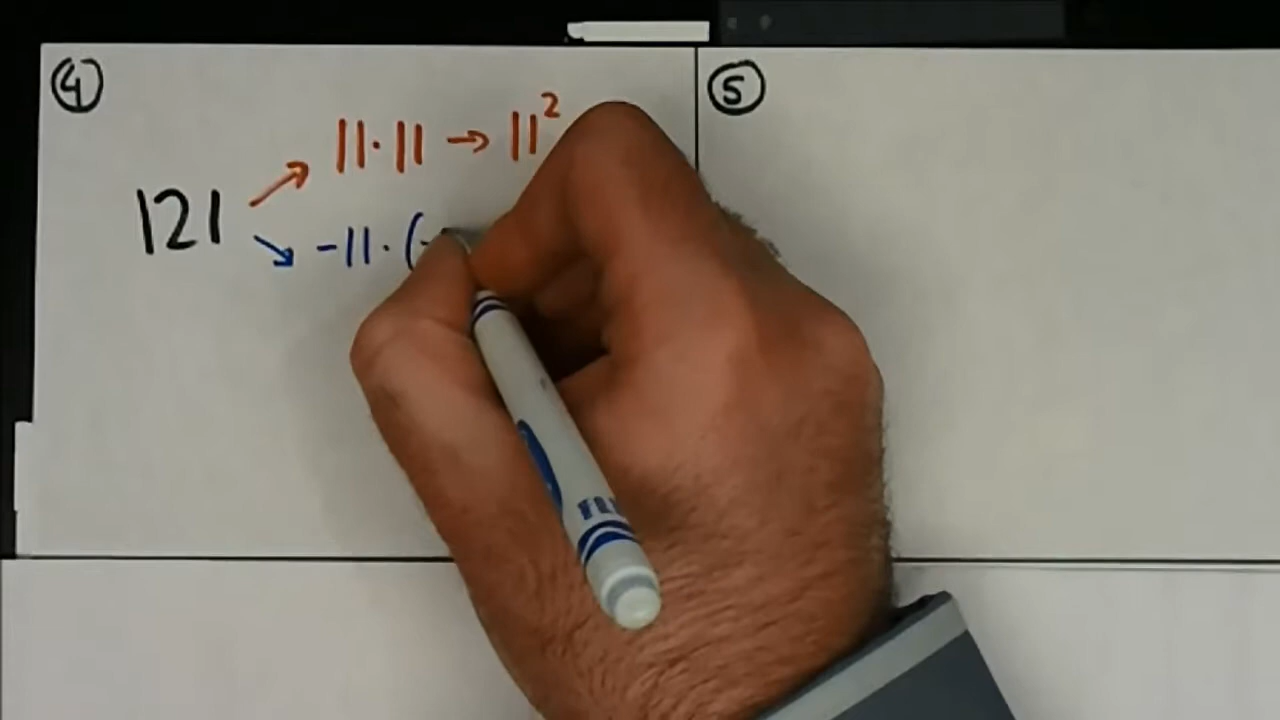 ④ ⑤
11·11 → 11²
121
-11·(-